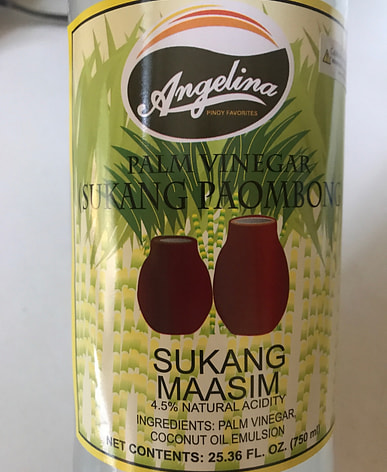 Angelina
PINOY FAVORITES
PALM VINEGAR
SUKANG PAOMBONG
SUKANG
MAASIM
4.5% NATURAL ACIDITY
INGREDIENTS: PALM VINEGAR,
COCONUT OIL EMULSION
NET CONTENTS: 25.36 FL. OZ. (750 ml)